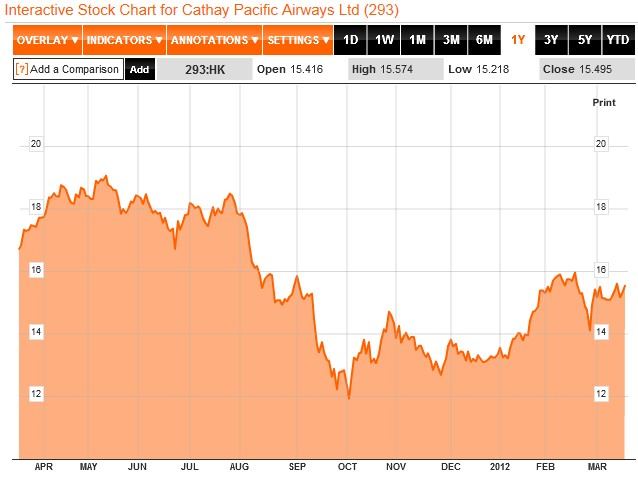 Interactive Stock Chart for Cathay Pacific Airways Ltd (293)
OVERLAY ▼ INDICATORS ▼ ANNOTATIONS ▼ SETTINGS ▼ 1D 1W 1M 3M 6M 1Y 3Y 5Y YTD
[?] Add a Comparison Add 293:HK Open 15.416 High 15.574 Low 15.218 Close 15.495
Print
20 20
18 18
16 16
14 14
12 12
APR MAY JUN JUL AUG SEP OCT NOV DEC 2012 FEB MAR